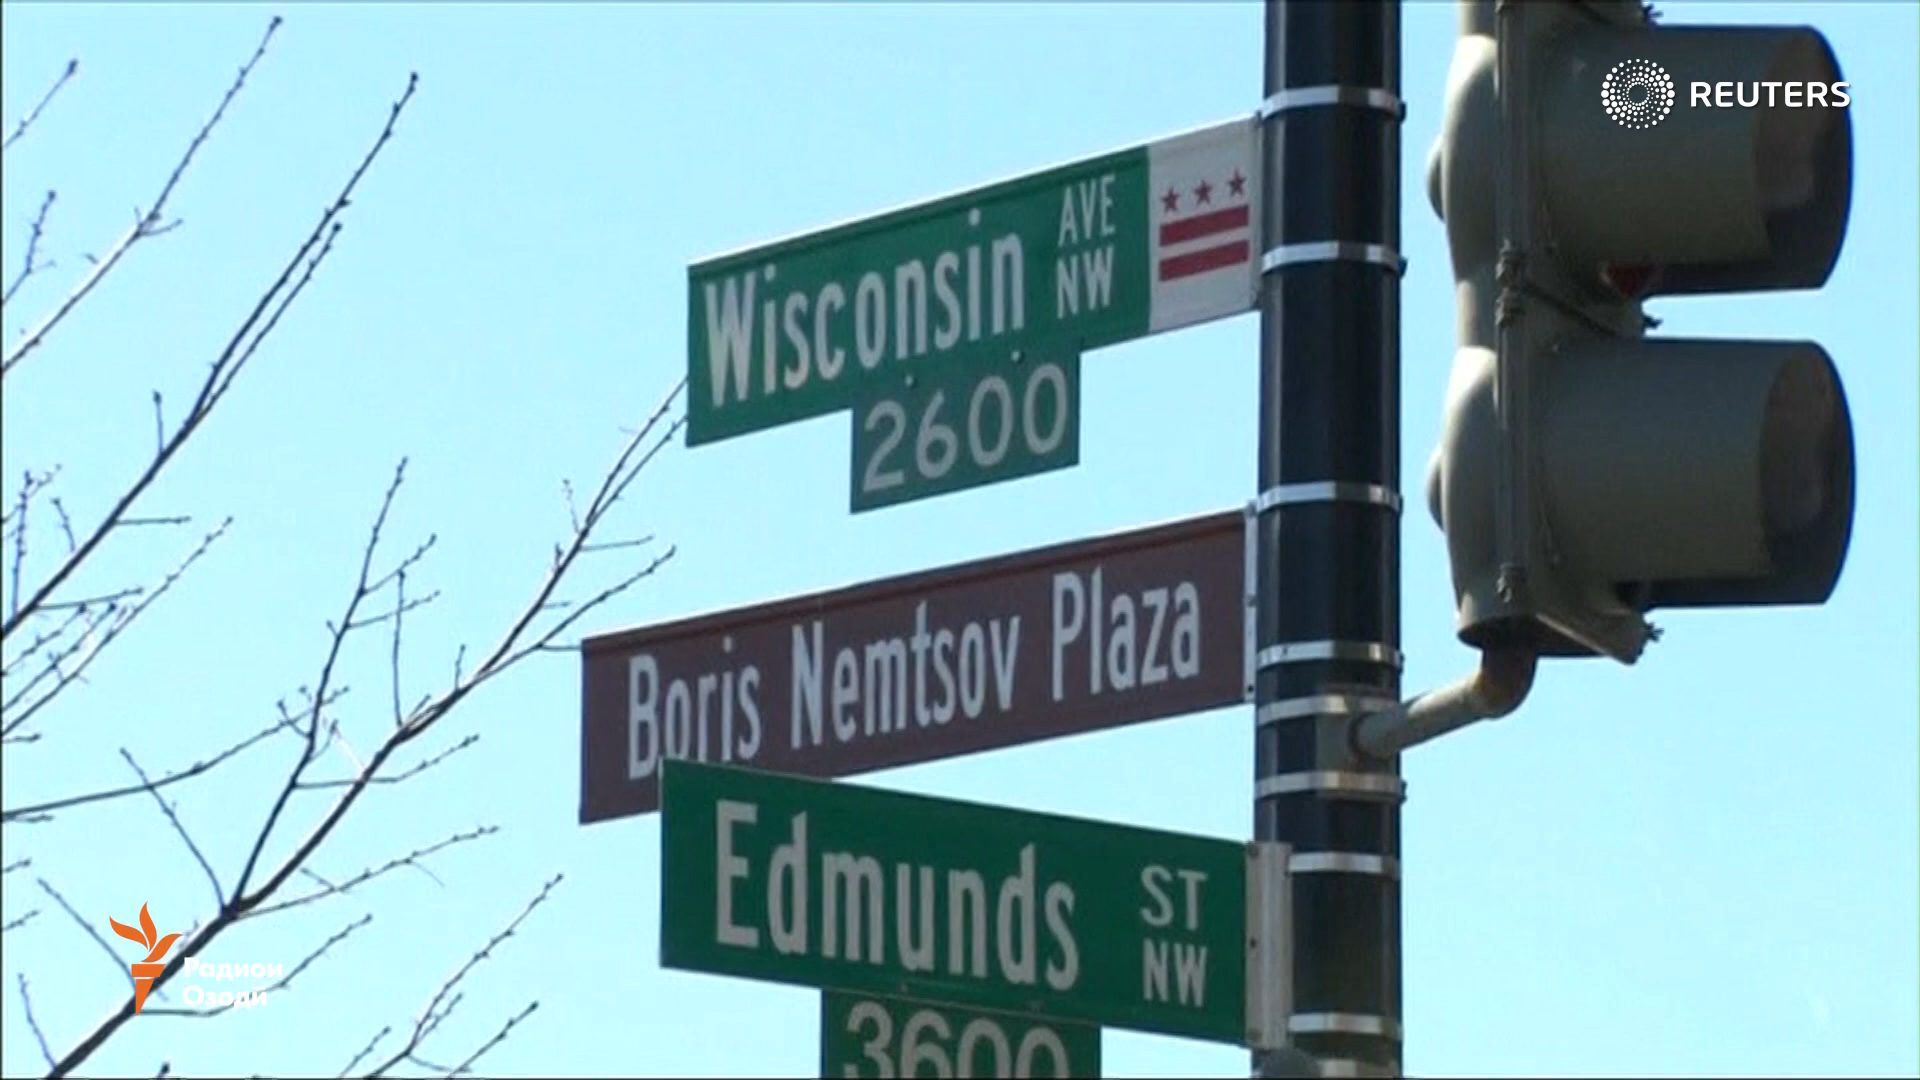 REUTERS
Wisconsin AVE NW
2600
Boris Nemtsov Plaza
Edmunds ST NW
3600
Радиои
Озодӣ